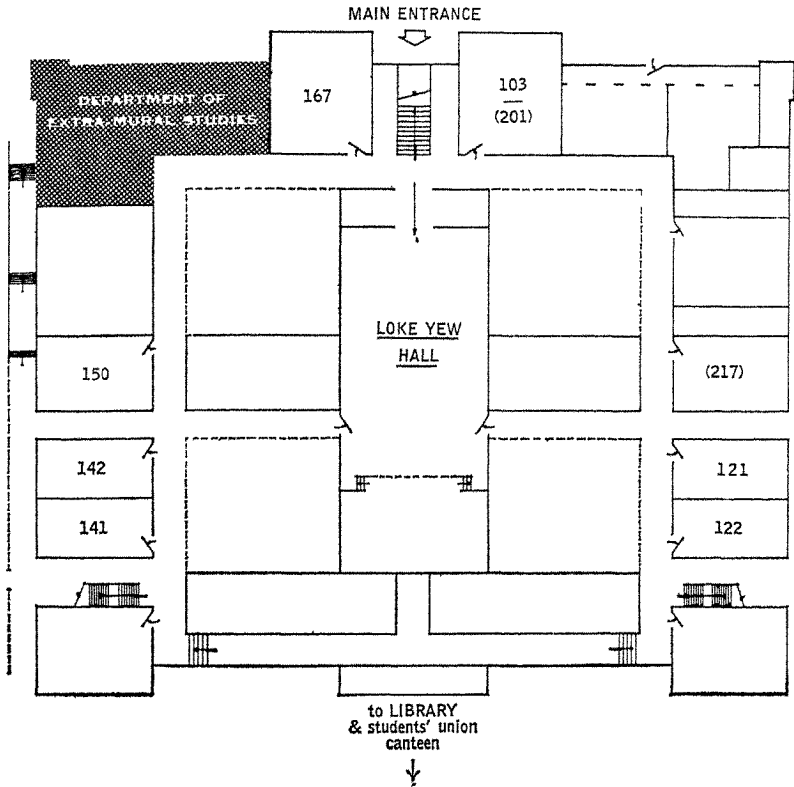 MAIN ENTRANCE
167
103
(201)
DEPARTMENT OF
EXTRA-MURAL STUDIES
LOKE YEW
HALL
150
(217)
142
121
141
122
to LIBRARY
& students' union
canteen